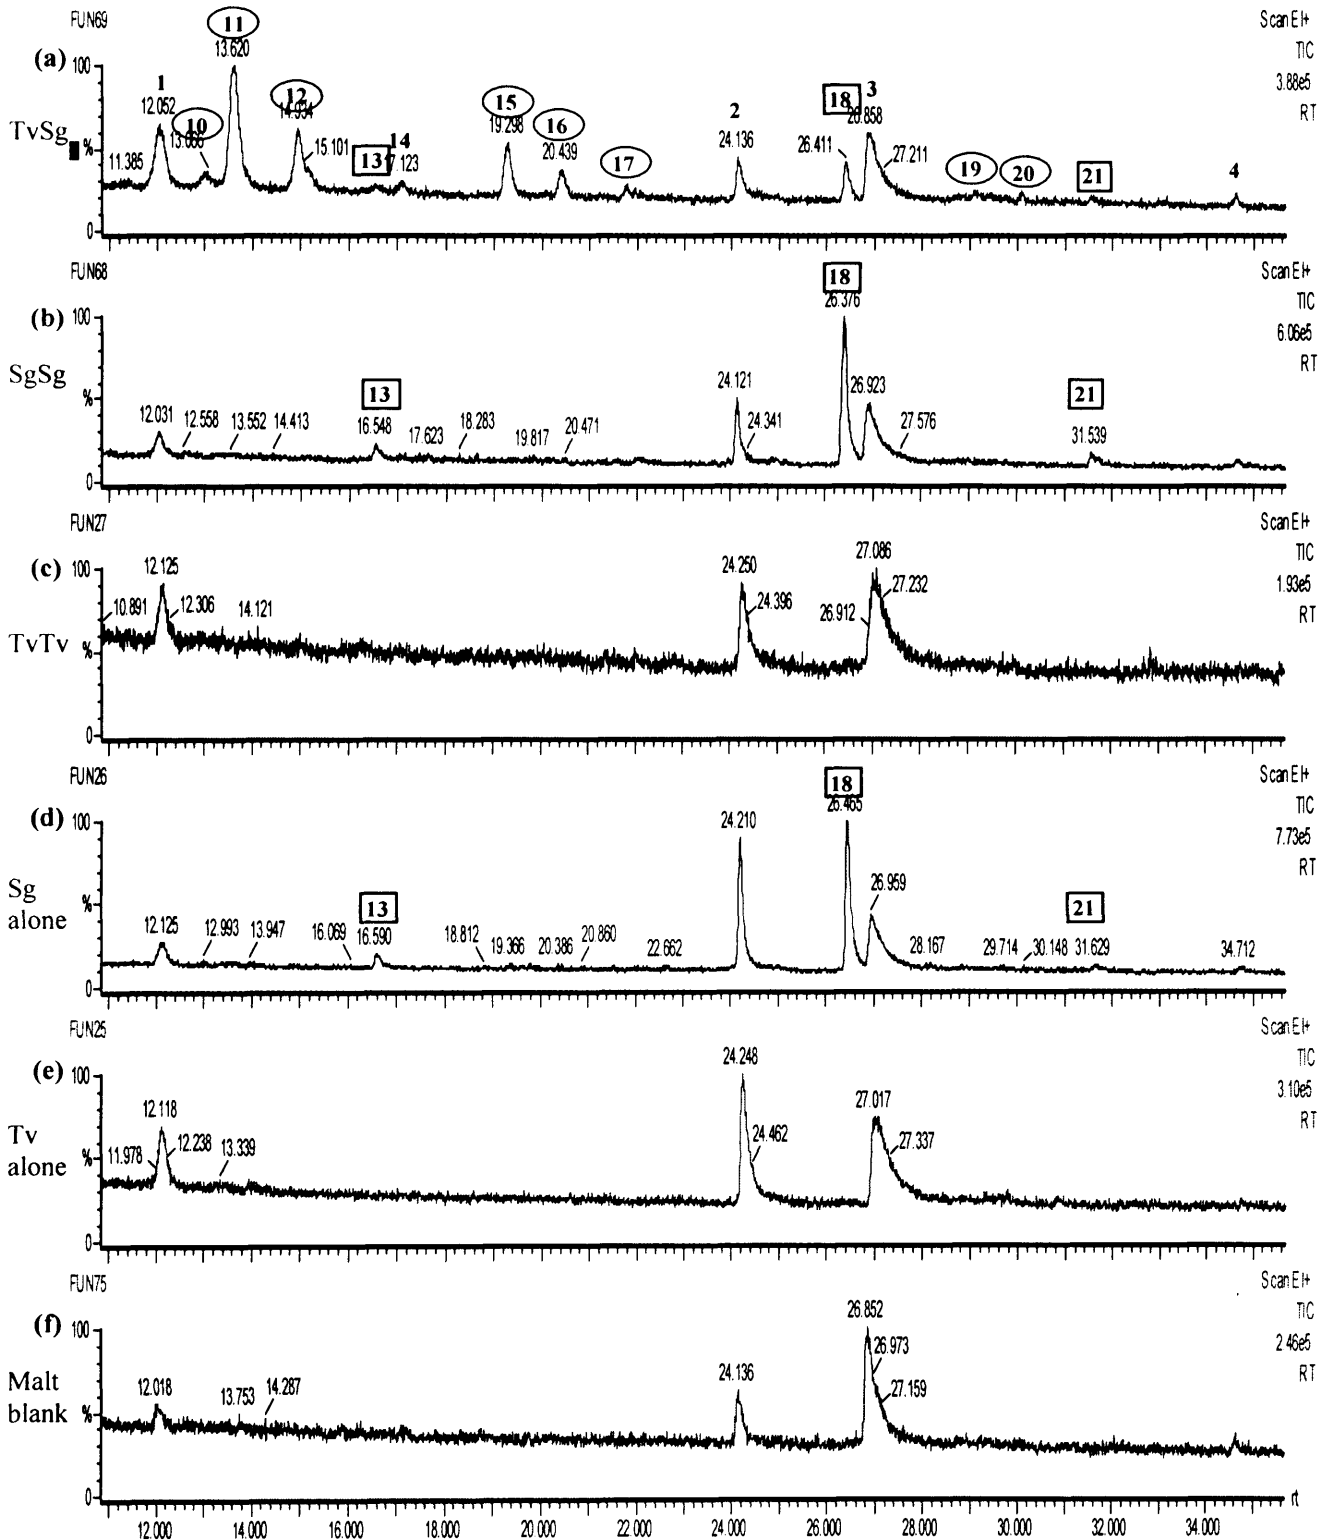 FUN69 11 Scan EI+
(a) 100 13.620 TIC
1 12 15 18 3 3.88e5
12.052 10 14.934 19.298 16 2 26.858 RT
TvSg % 15.101 14 20.439 24.136 26.411
11.385 13 17.123 17 27.211 19 20 21 4
0
FUN68 18 Scan EI+
(b) 100 26.376 TIC
SgSg 24.121 6.06e5
% 13 26.923 21 RT
12.031 12.558 13.552 14.413 16.548 17.623 18.283 19.817 20.471 24.341 27.576 31.539
0
FUN27 Scan EI+
(c) 100 12.125 24.250 27.086 TIC
10.891 12.306 14.121 24.396 26.912 27.232 1.93e5
TvTv % RT
0
FUN26 18 Scan EI+
(d) 100 24.210 26.465 TIC
7.73e5
Sg % 13 26.959 21 RT
alone 12.125 12.993 13.947 16.069 16.590 18.812 19.366 20.386 20.860 22.662 28.167 29.714 30.148 31.629 34.712
0
FUN25 Scan EI+
(e) 100 24.248 TIC
12.118 27.017 3.10e5
Tv 11.978 12.238 13.339 24.462 27.337 RT
alone %
0
FUN75 Scan EI+
(f) 100 26.852 TIC
24.136 26.973 2.46e5
Malt 12.018 13.753 14.287 27.159 RT
blank %
0 rt
12.000 14.000 16.000 18.000 20.000 22.000 24.000 26.000 28.000 30.000 32.000 34.000